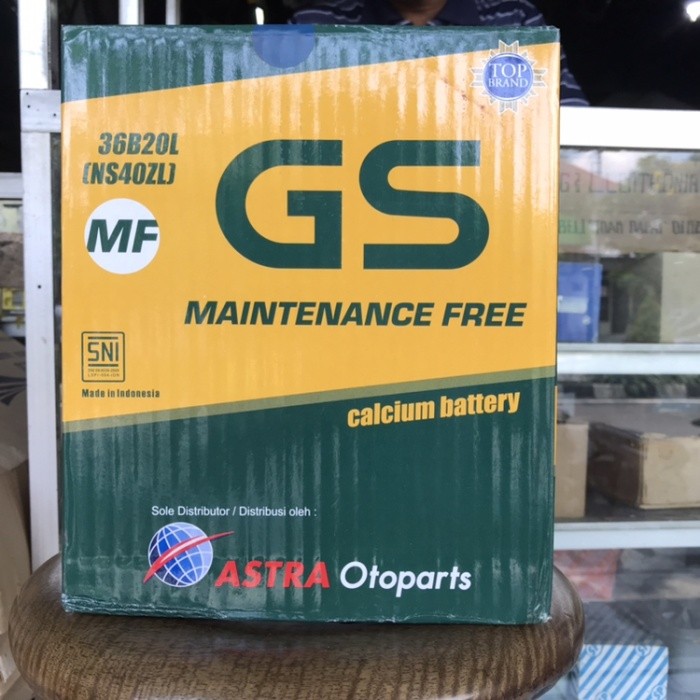 TOP
BRAND
36B20L
(NS40ZL)
GS
MF
MAINTENANCE FREE
SNI
Made in Indonesia
calcium battery
Sole Distributor / Distribusi oleh :
ASTRA Otoparts